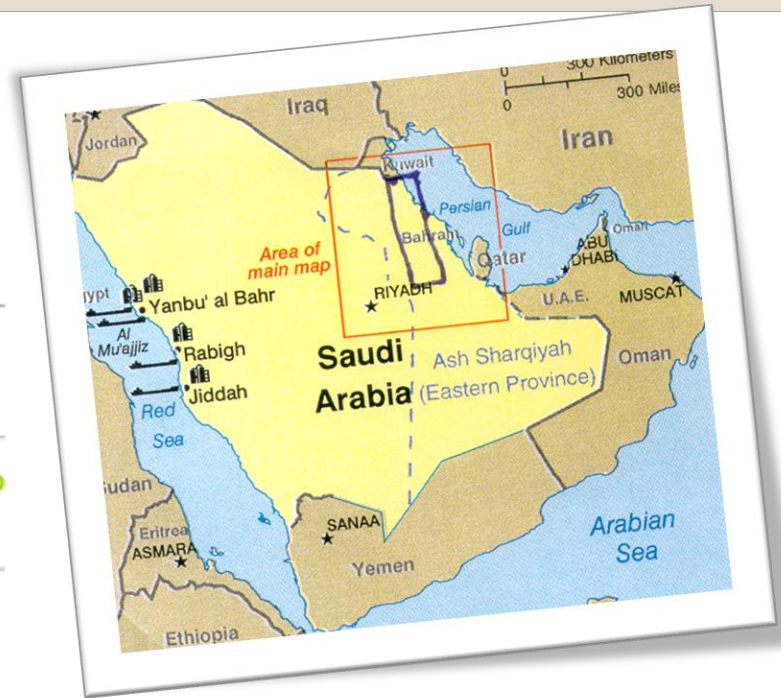 0 300 Kilometers
0 300 Miles
Iraq
Jordan
Iran
Kuwait
Persian
Gulf
Bahrain
Qatar
Oman
ABU
DHABI
Area of
main map
RIYADH
U.A.E.
MUSCAT
Yanbu' al Bahr
Al
Mu'ajjiz
Rabigh
Saudi
Arabia
Ash Sharqiyah
(Eastern Province)
Oman
Jiddah
Red
Sea
Eritrea
ASMARA
SANAA
Yemen
Arabian
Sea
Ethiopia